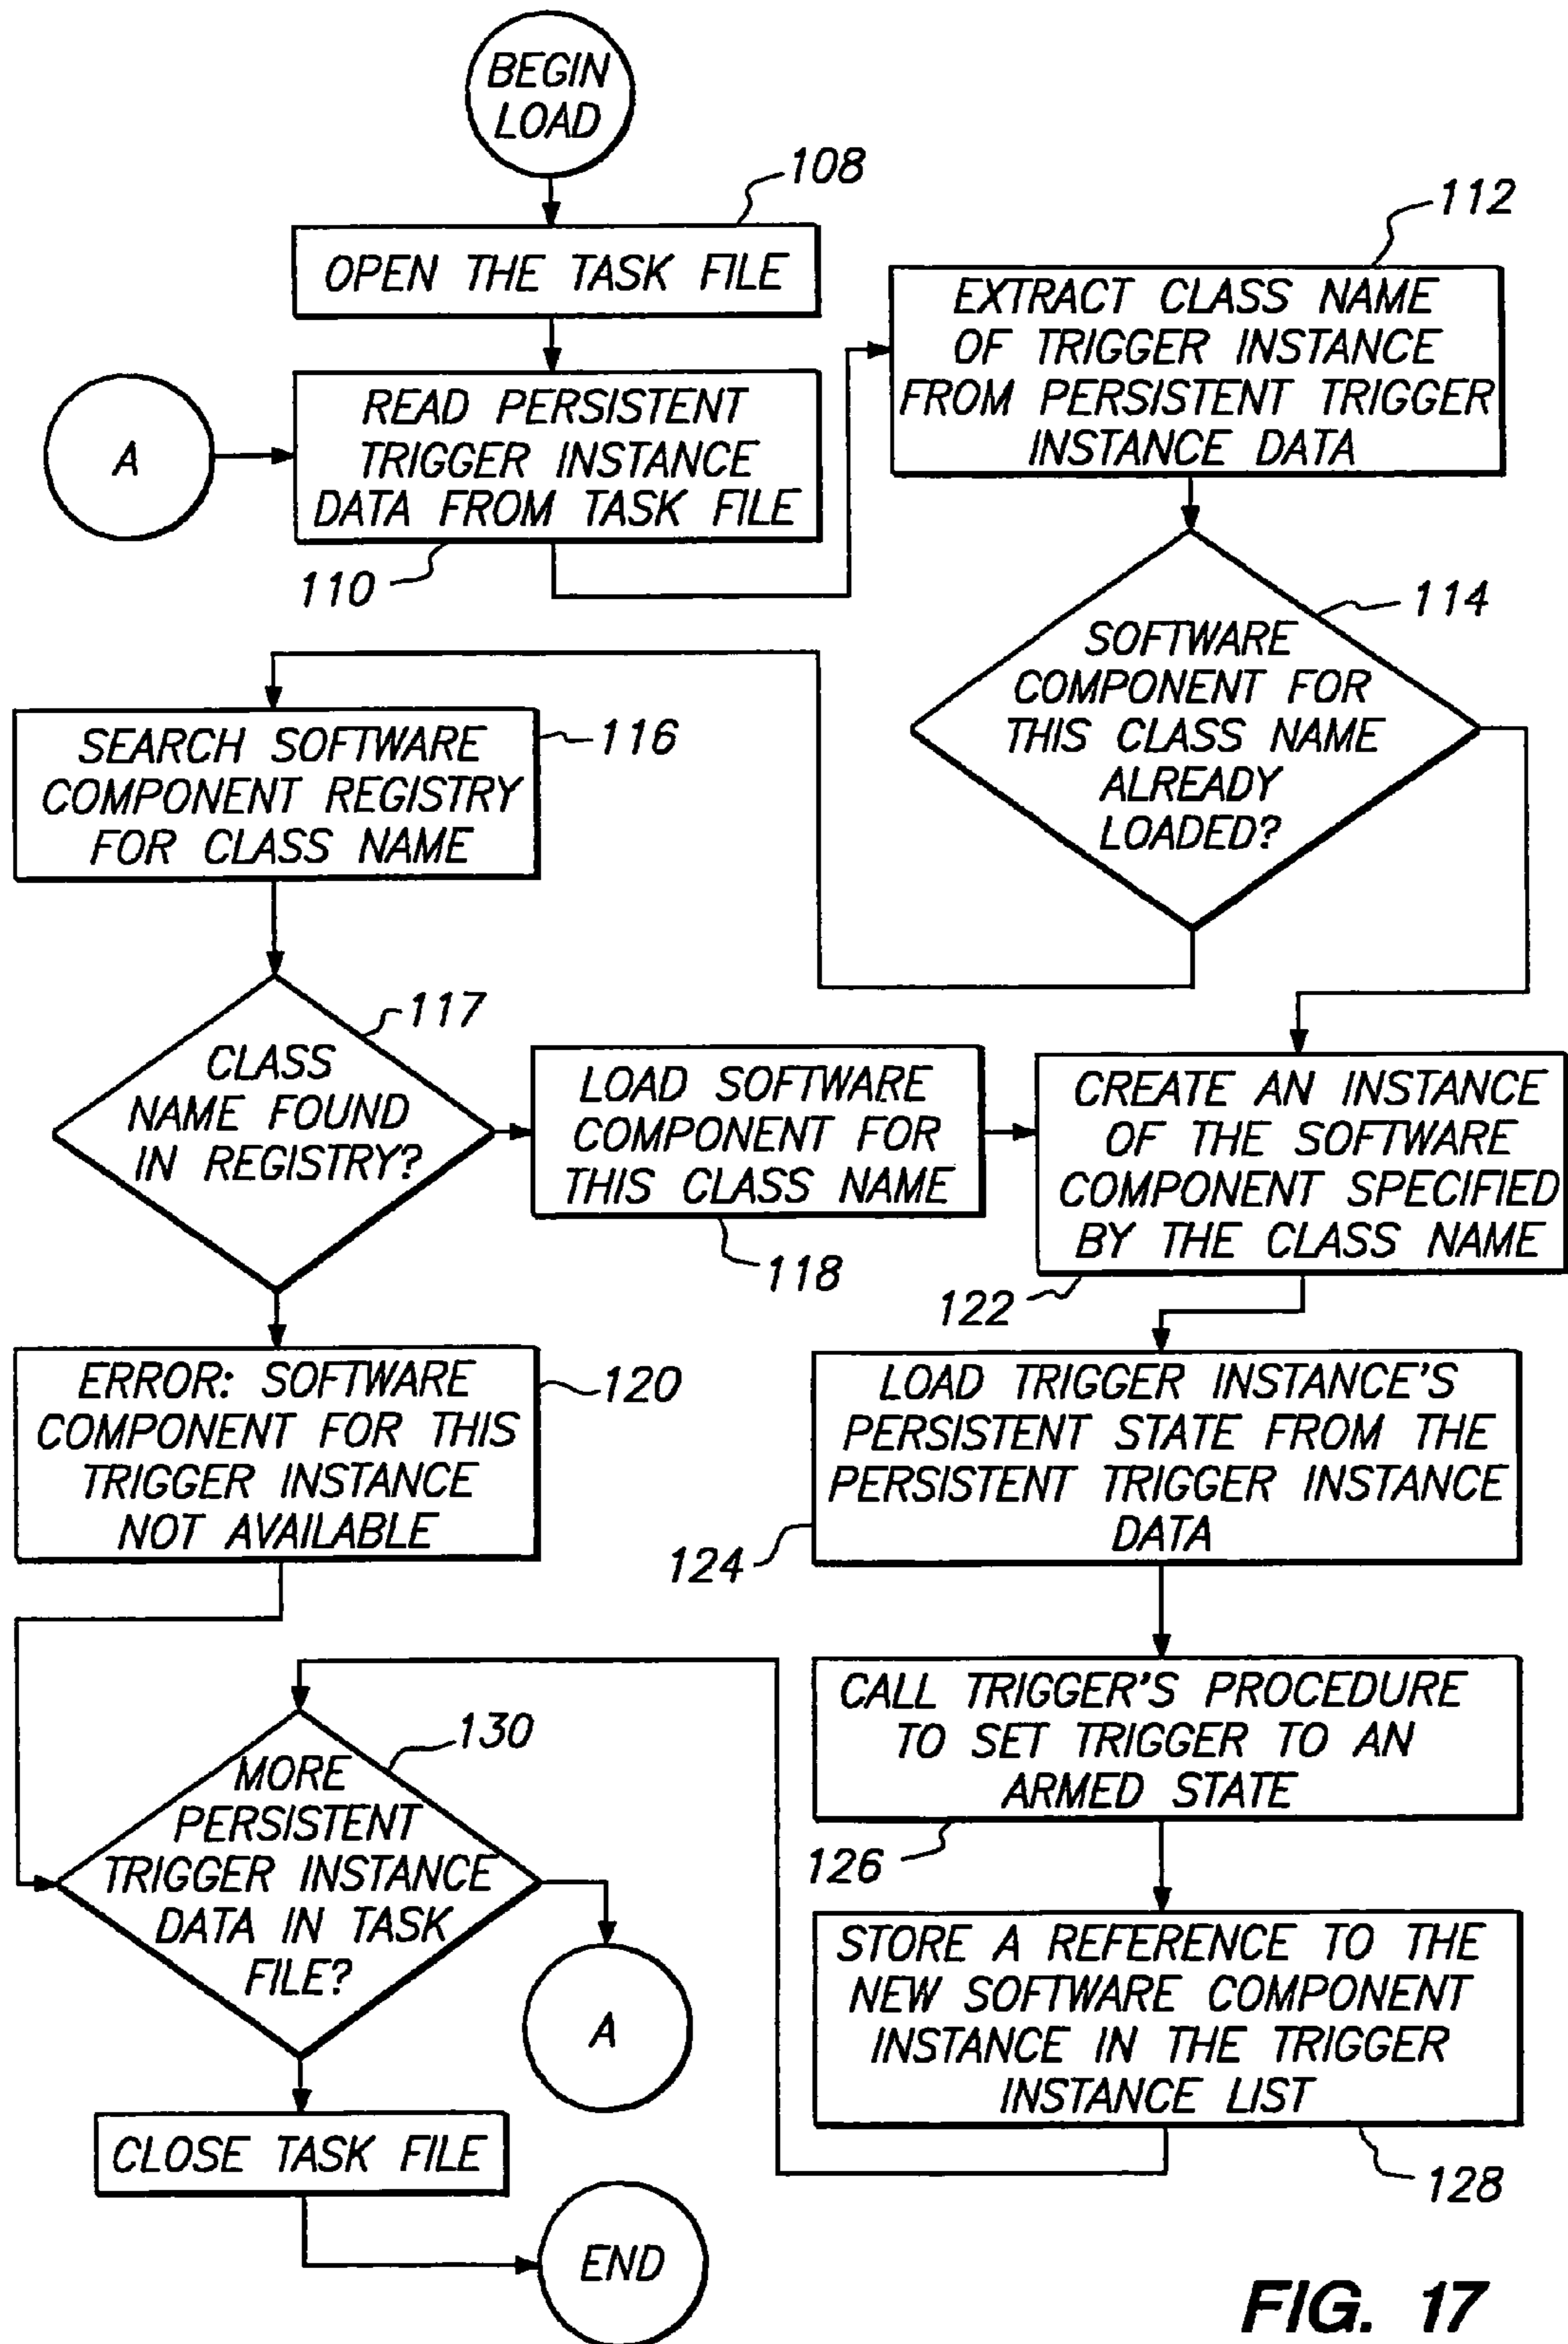 BEGIN
LOAD
108
OPEN THE TASK FILE
A
READ PERSISTENT
TRIGGER INSTANCE
DATA FROM TASK FILE
110
112
EXTRACT CLASS NAME
OF TRIGGER INSTANCE
FROM PERSISTENT TRIGGER
INSTANCE DATA
114
SOFTWARE
COMPONENT FOR
THIS CLASS NAME
ALREADY
LOADED?
SEARCH SOFTWARE
COMPONENT REGISTRY
FOR CLASS NAME
116
117
CLASS
NAME FOUND
IN REGISTRY?
LOAD SOFTWARE
COMPONENT FOR
THIS CLASS NAME
118
CREATE AN INSTANCE
OF THE SOFTWARE
COMPONENT SPECIFIED
BY THE CLASS NAME
122
ERROR: SOFTWARE
COMPONENT FOR THIS
TRIGGER INSTANCE
NOT AVAILABLE
120
LOAD TRIGGER INSTANCE'S
PERSISTENT STATE FROM THE
PERSISTENT TRIGGER INSTANCE
DATA
124
CALL TRIGGER'S PROCEDURE
TO SET TRIGGER TO AN
ARMED STATE
126
130
MORE
PERSISTENT
TRIGGER INSTANCE
DATA IN TASK
FILE?
A
STORE A REFERENCE TO THE
NEW SOFTWARE COMPONENT
INSTANCE IN THE TRIGGER
INSTANCE LIST
128
CLOSE TASK FILE
END
FIG. 17